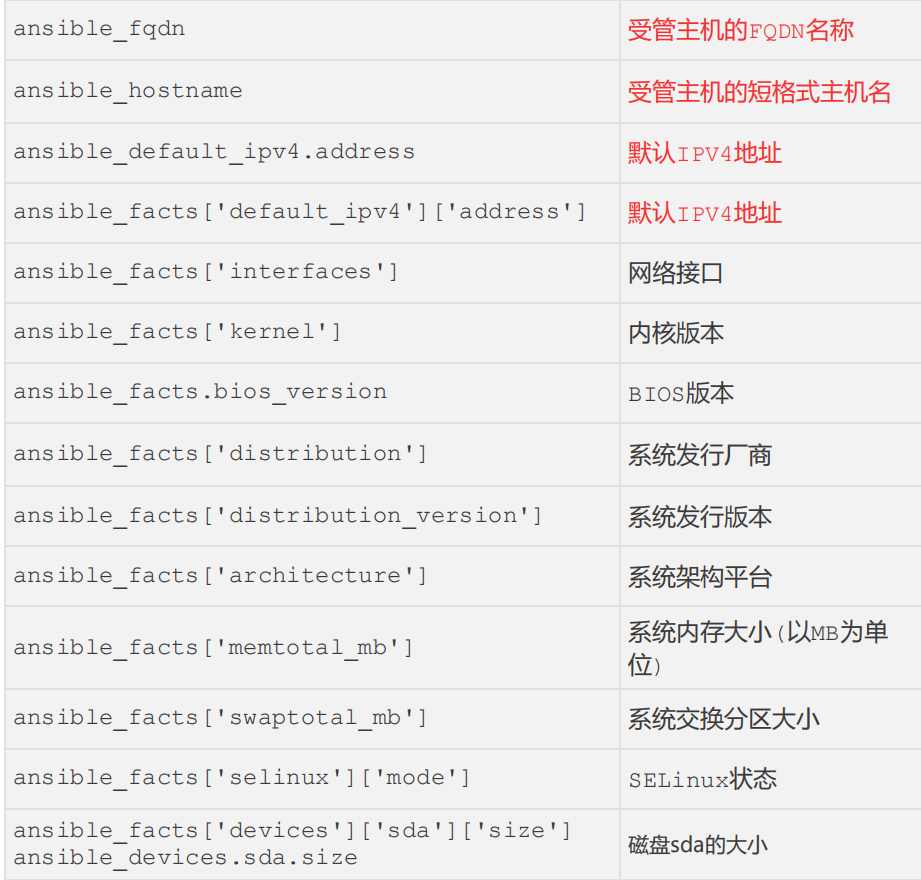 ansible_fqdn
受管主机的FQDN名称
ansible_hostname
受管主机的短格式主机名
ansible_default_ipv4.address
默认IPV4地址
ansible_facts['default_ipv4']['address']
默认IPV4地址
ansible_facts['interfaces']
网络接口
ansible_facts['kernel']
内核版本
ansible_facts.bios_version
BIOS版本
ansible_facts['distribution']
系统发行厂商
ansible_facts['distribution_version']
系统发行版本
ansible_facts['architecture']
系统架构平台
ansible_facts['memtotal_mb']
系统内存大小(以MB为单
位)
ansible_facts['swaptotal_mb']
系统交换分区大小
ansible_facts['selinux']['mode']
SELinux状态
ansible_facts['devices']['sda']['size']
ansible_devices.sda.size
磁盘sda的大小